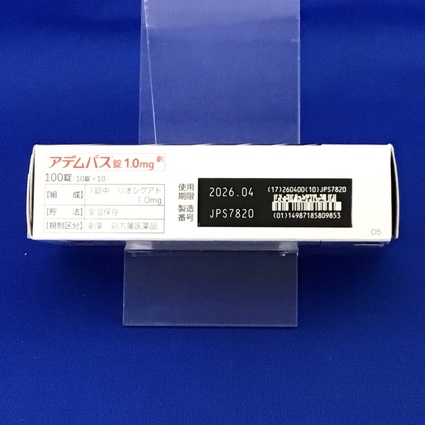 アデムパス錠1.0mg 劇
100錠 10錠×10
[組成] 1錠中 リオシグアト
1.0mg
[貯法] 室温保存
[規制区分] 劇薬 処方箋医薬品
使用
期限 2026.04
製造
番号 JPS7820
(17)260400(10)JPS7820
(01)14987185809853
D5